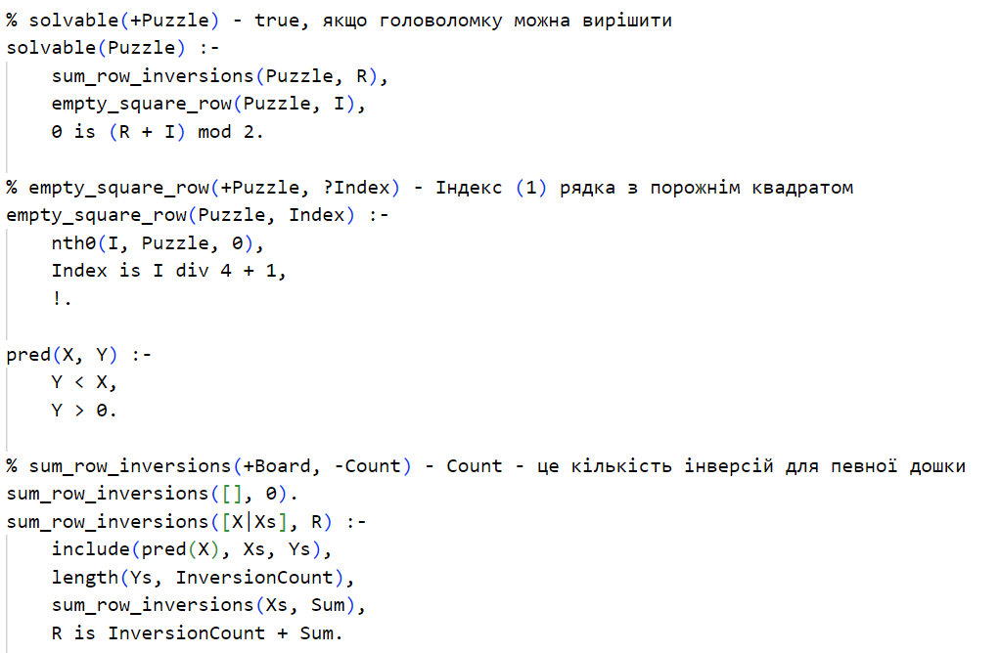 % solvable(+Puzzle) - true, якщо головоломку можна вирішити
solvable(Puzzle) :-
    sum_row_inversions(Puzzle, R),
    empty_square_row(Puzzle, I),
    0 is (R + I) mod 2.

% empty_square_row(+Puzzle, ?Index) - Індекс (1) рядка з порожнім квадратом
empty_square_row(Puzzle, Index) :-
    nth0(I, Puzzle, 0),
    Index is I div 4 + 1,
    !.

pred(X, Y) :-
    Y < X,
    Y > 0.

% sum_row_inversions(+Board, -Count) - Count - це кількість інверсій для певної дошки
sum_row_inversions([], 0).
sum_row_inversions([X|Xs], R) :-
    include(pred(X), Xs, Ys),
    length(Ys, InversionCount),
    sum_row_inversions(Xs, Sum),
    R is InversionCount + Sum.